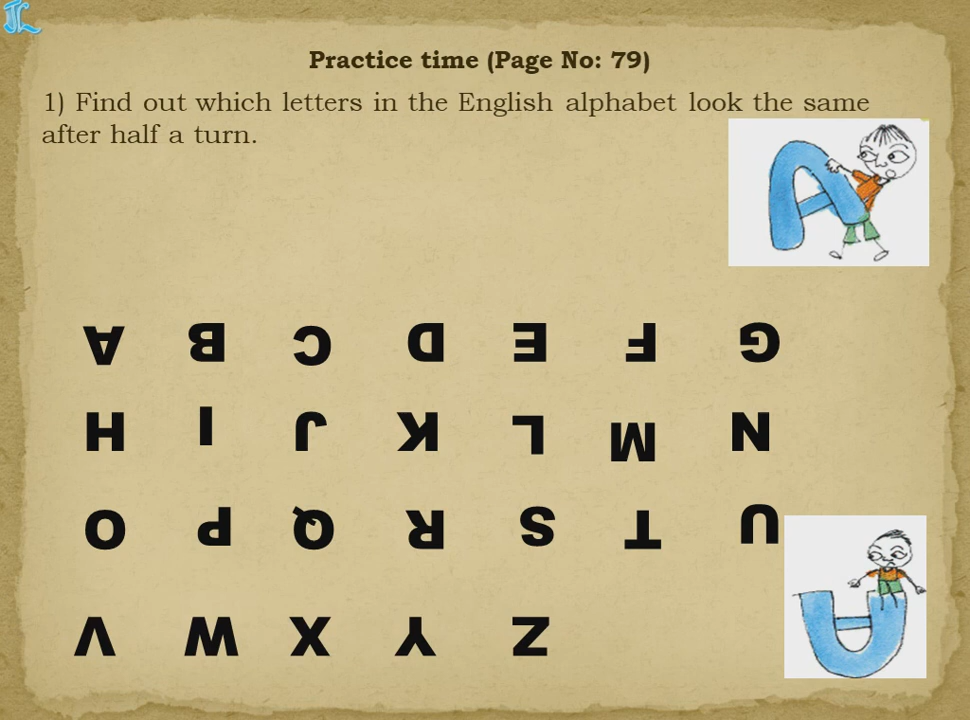 JL
Practice time (Page No: 79)
1) Find out which letters in the English alphabet look the same
after half a turn.
A B C D E F G
H I J K L M N
O P Q R S T U
V W X Y Z